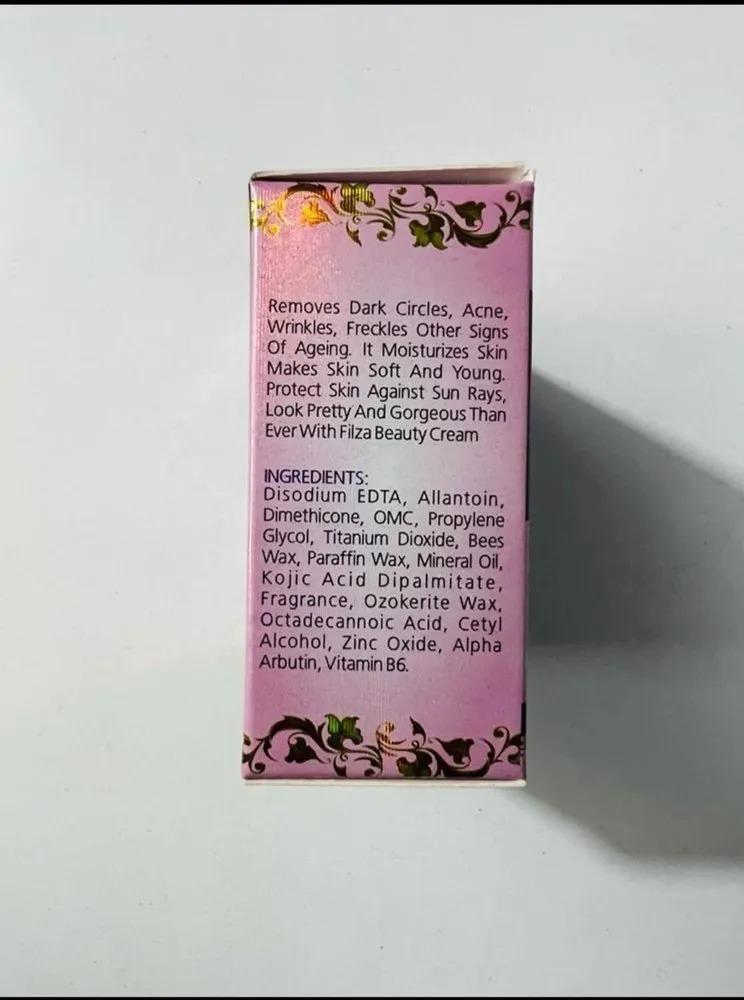 Removes Dark Circles, Acne,
Wrinkles, Freckles Other Signs
Of Ageing. It Moisturizes Skin
Makes Skin Soft And Young.
Protect Skin Against Sun Rays,
Look Pretty And Gorgeous Than
Ever With Filza Beauty Cream
INGREDIENTS:
Disodium EDTA, Allantoin,
Dimethicone, OMC, Propylene
Glycol, Titanium Dioxide, Bees
Wax, Paraffin Wax, Mineral Oil,
Kojic Acid Dipalmitate,
Fragrance, Ozokerite Wax,
Octadecannoic Acid, Cetyl
Alcohol, Zinc Oxide, Alpha
Arbutin, Vitamin B6.